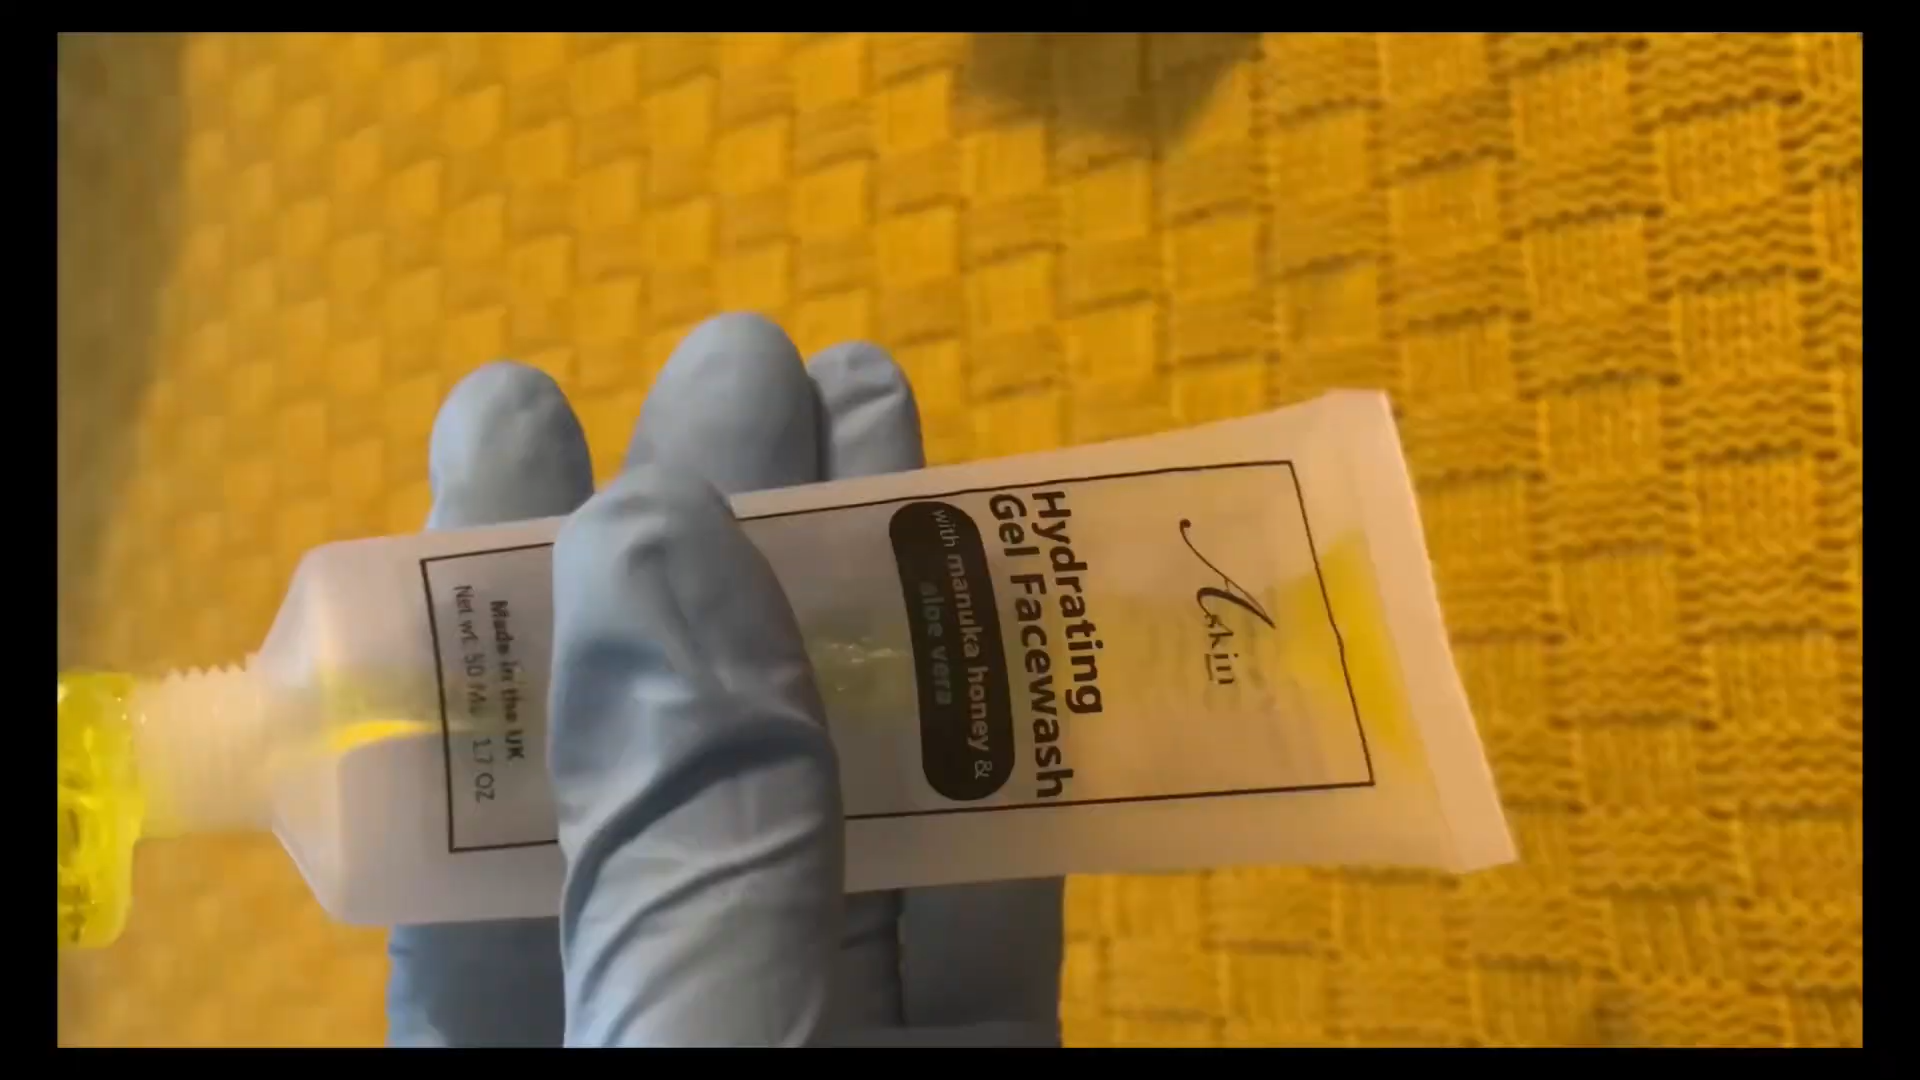 Askin
Hydrating
Gel Facewash
with manuka honey &
aloe vera
Made in the UK
Net wt. 50 ML 1.7 OZ